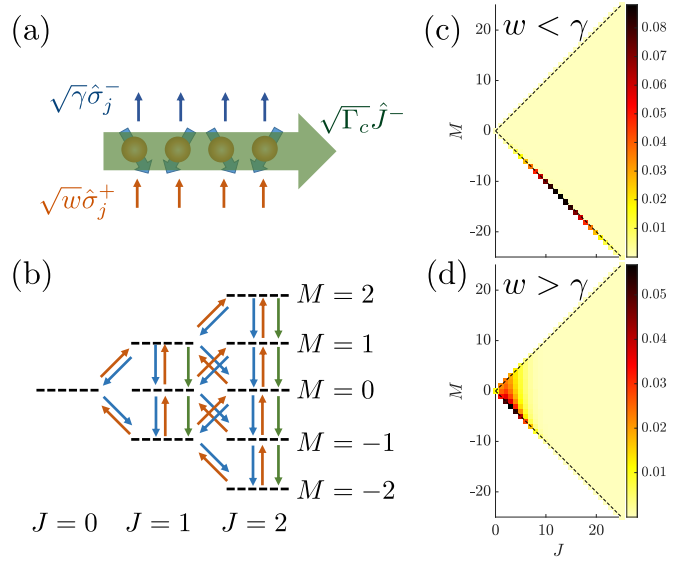 (a)
√γσ̂ⱼ⁻
√Γ_c Ĵ⁻
√wσ̂ⱼ⁺
(b)
M = 2
M = 1
M = 0
M = −1
M = −2
J = 0 J = 1 J = 2
(c)
w < γ
20
10
0
-10
-20
M
0.08
0.07
0.06
0.05
0.04
0.03
0.02
0.01
(d)
w > γ
20
10
0
-10
-20
M
0 10 20
J
0.05
0.04
0.03
0.02
0.01